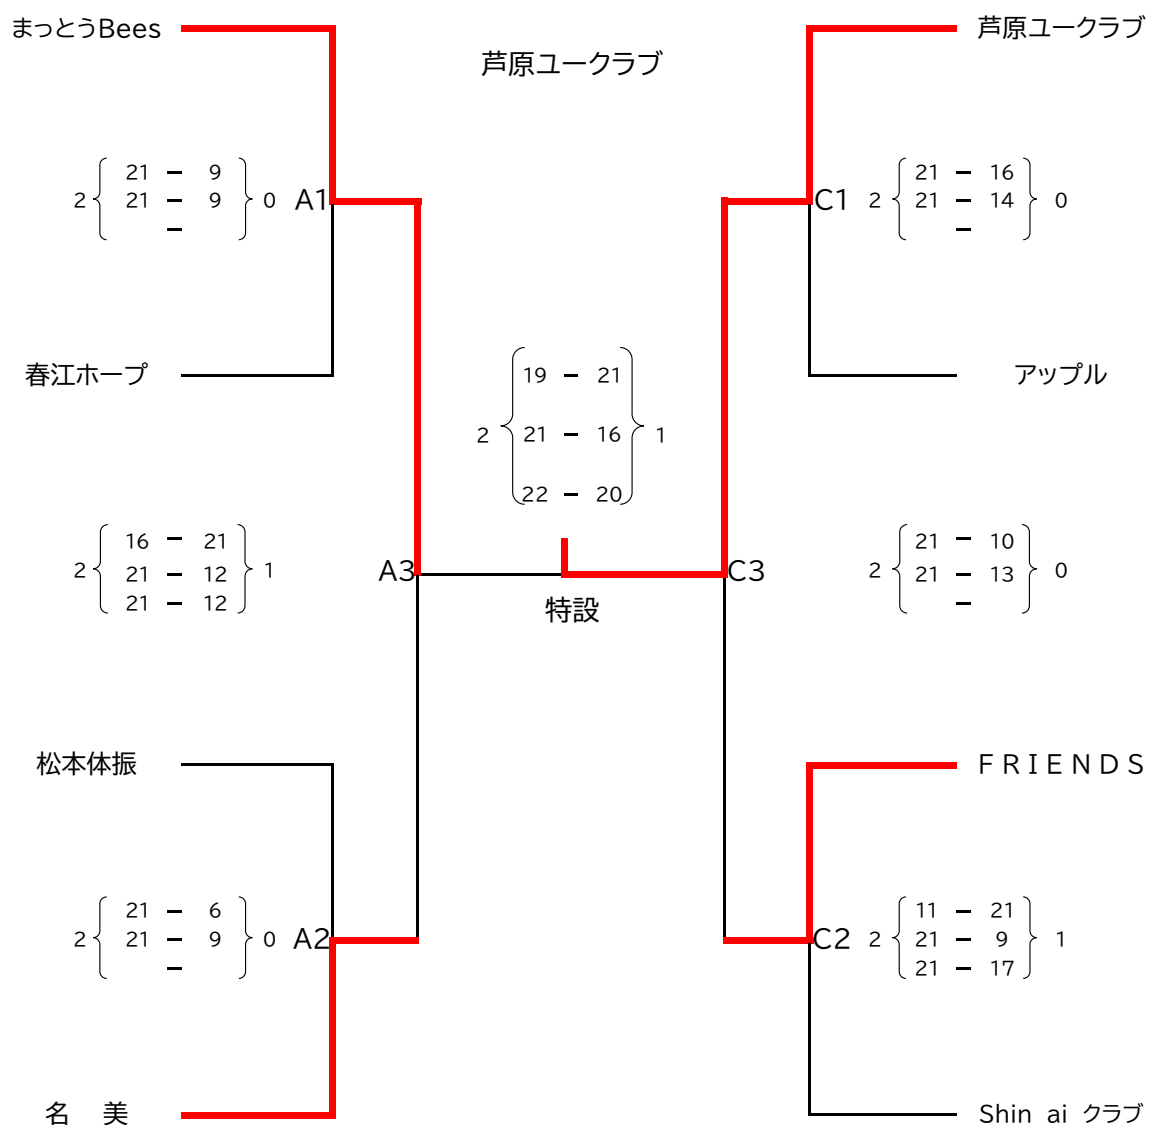 まっとうBees
芦原ユークラブ
芦原ユークラブ
21 － 9
21 － 16
2 21 － 9 0 A1
C1 2 21 － 14 0
－
－
春江ホープ
19 － 21
アップル
2 21 － 16 1
22 － 20
16 － 21
21 － 10
2 21 － 12 1 A3
C3 2 21 － 13 0
21 － 12
－
特設
松本体振
ＦＲＩＥＮＤＳ
21 － 6
11 － 21
2 21 － 9 0 A2
C2 2 21 － 9 1
－
21 － 17
名　美
Shin ai クラブ